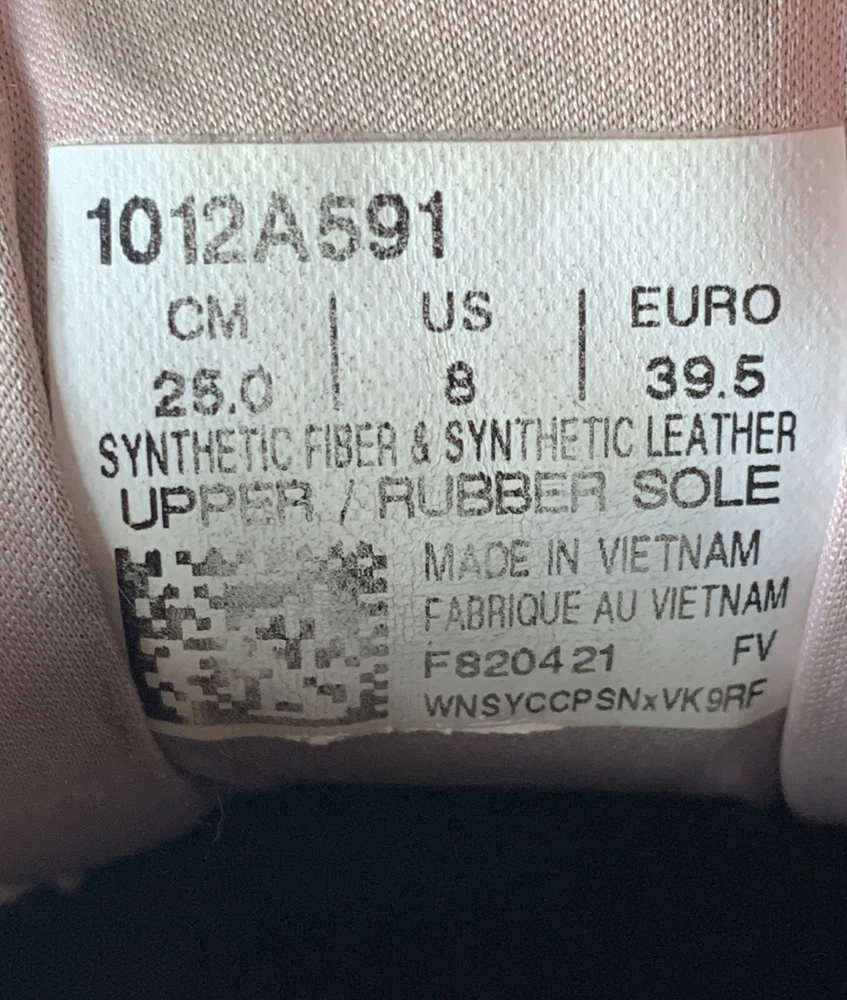 1012A591
CM | US | EURO
25.0 | 8 | 39.5
SYNTHETIC FIBER & SYNTHETIC LEATHER
UPPER / RUBBER SOLE
MADE IN VIETNAM
FABRIQUE AU VIETNAM
F820421 FV
WNSYCCPSNxVK9RF